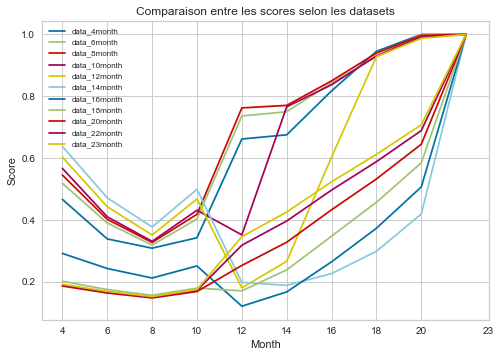 Comparaison entre les scores selon les datasets
data_4month
data_6month
data_8month
data_10month
data_12month
data_14month
data_16month
data_18month
data_20month
data_22month
data_23month
1.0
0.8
0.6
0.4
0.2
Score
4 6 8 10 12 14 16 18 20 22 23
Month